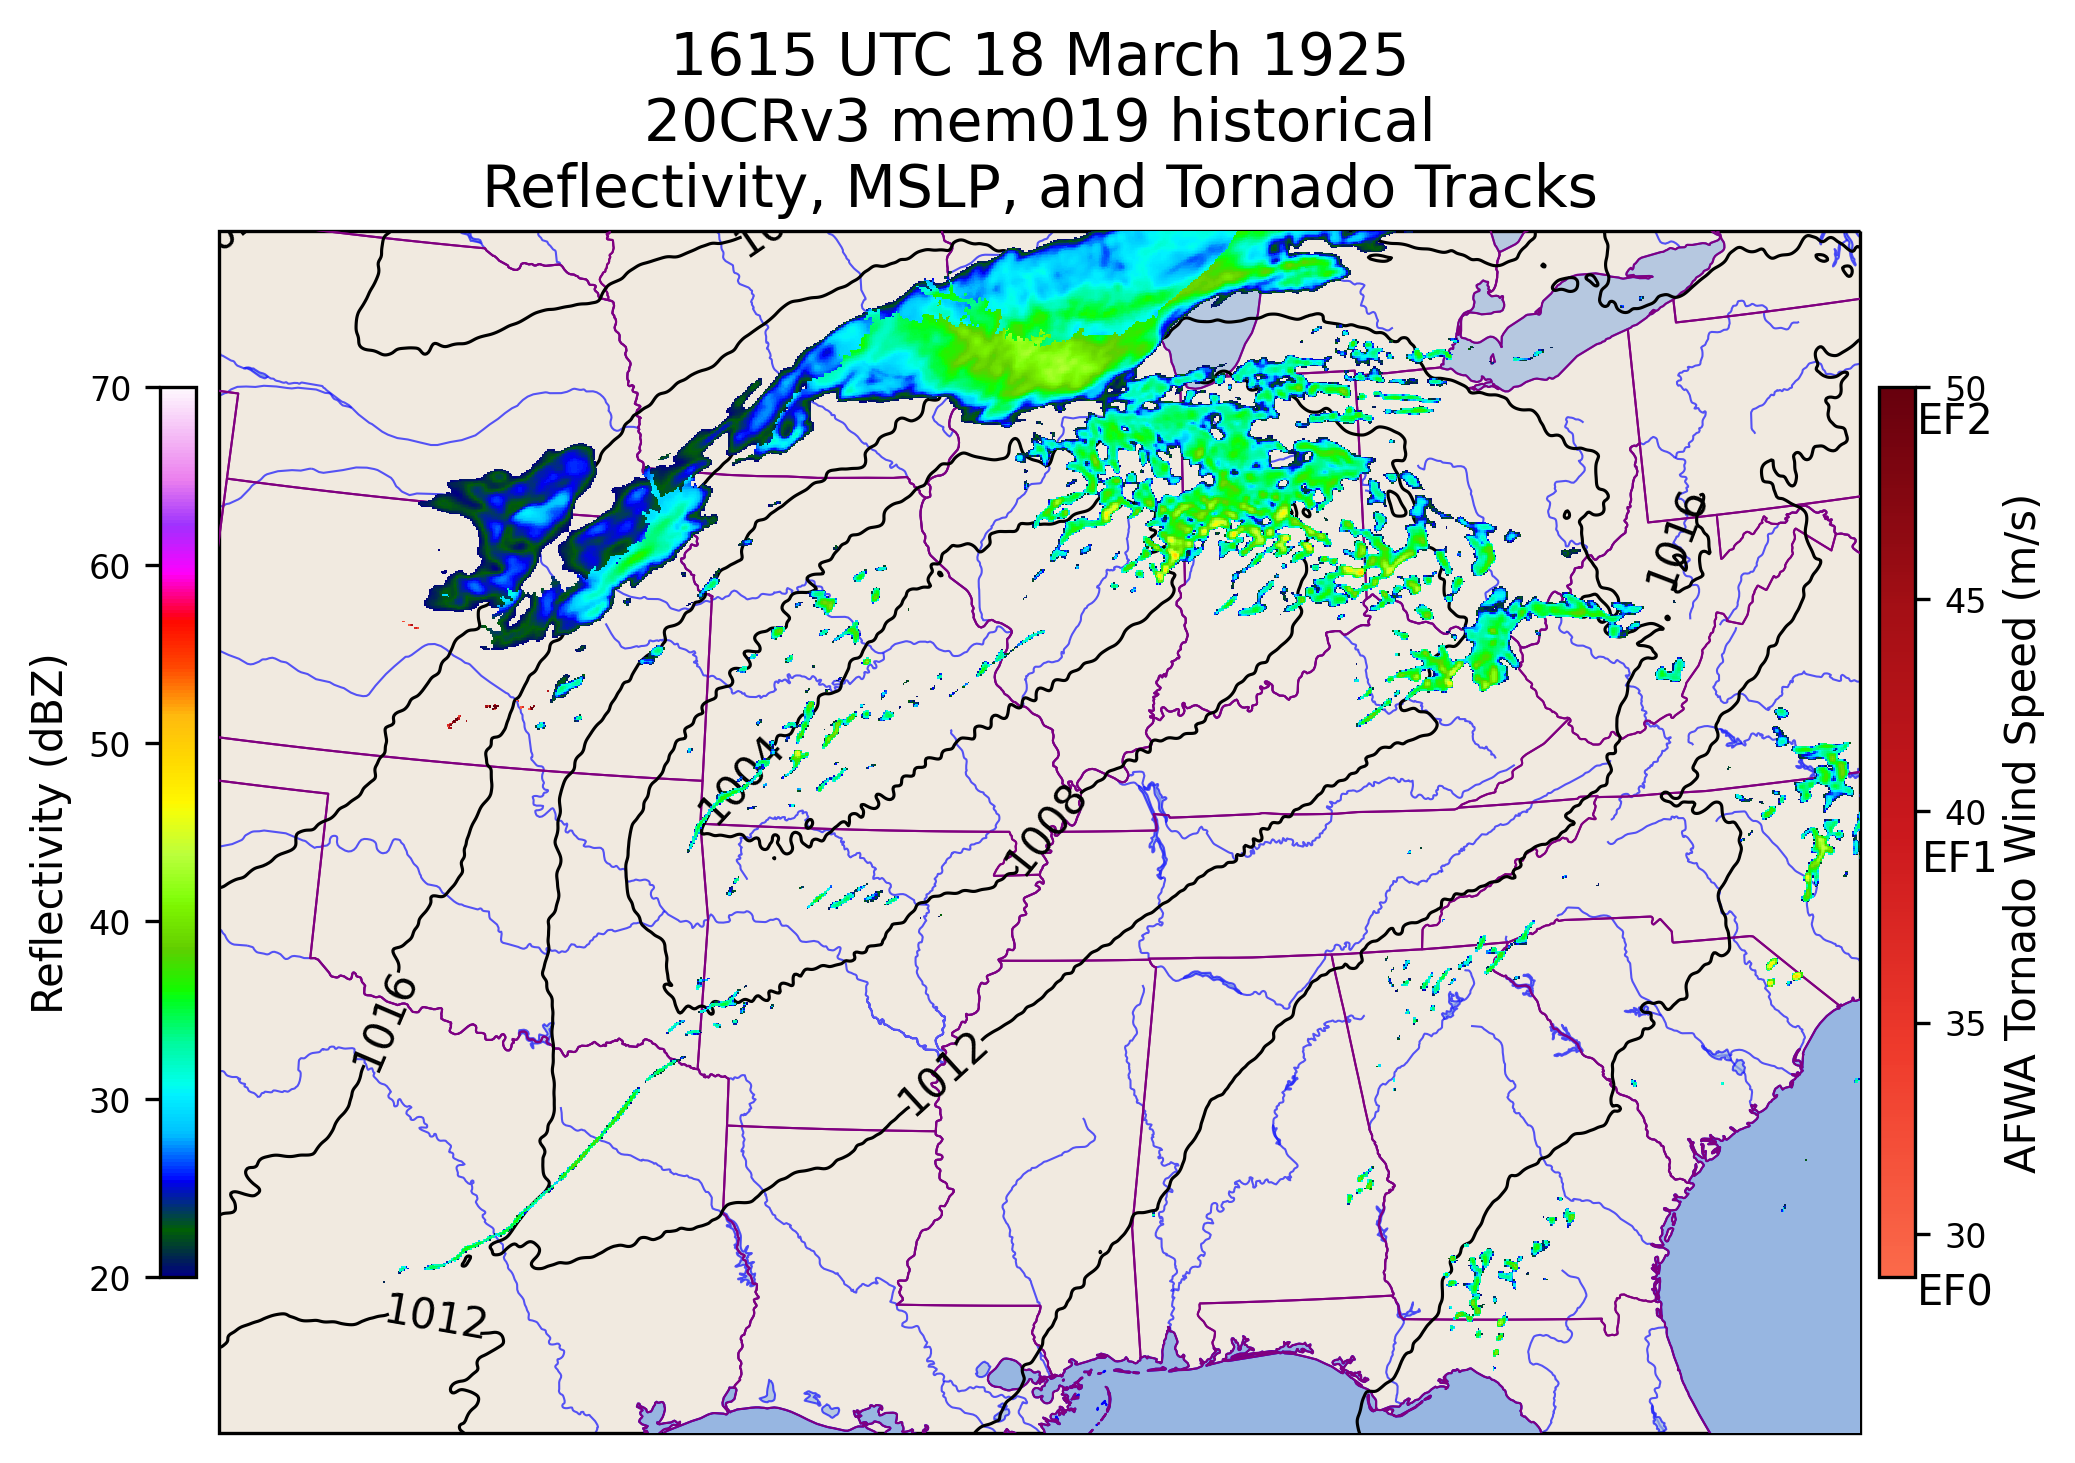 1615 UTC 18 March 1925
20CRv3 mem019 historical
Reflectivity, MSLP, and Tornado Tracks
70
60
50
40
30
20
Reflectivity (dBZ)
1016
1004
1008
1016
1012
1012
50
EF2
45
40
EF1
35
30
EF0
AFWA Tornado Wind Speed (m/s)